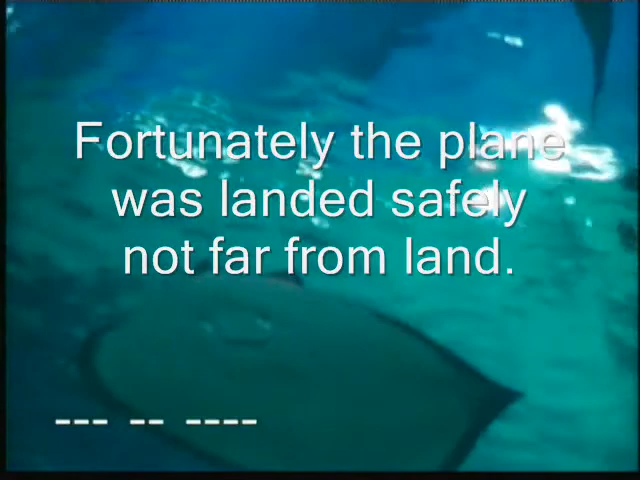 Fortunately the plane
was landed safely
not far from land.
--- -- ----